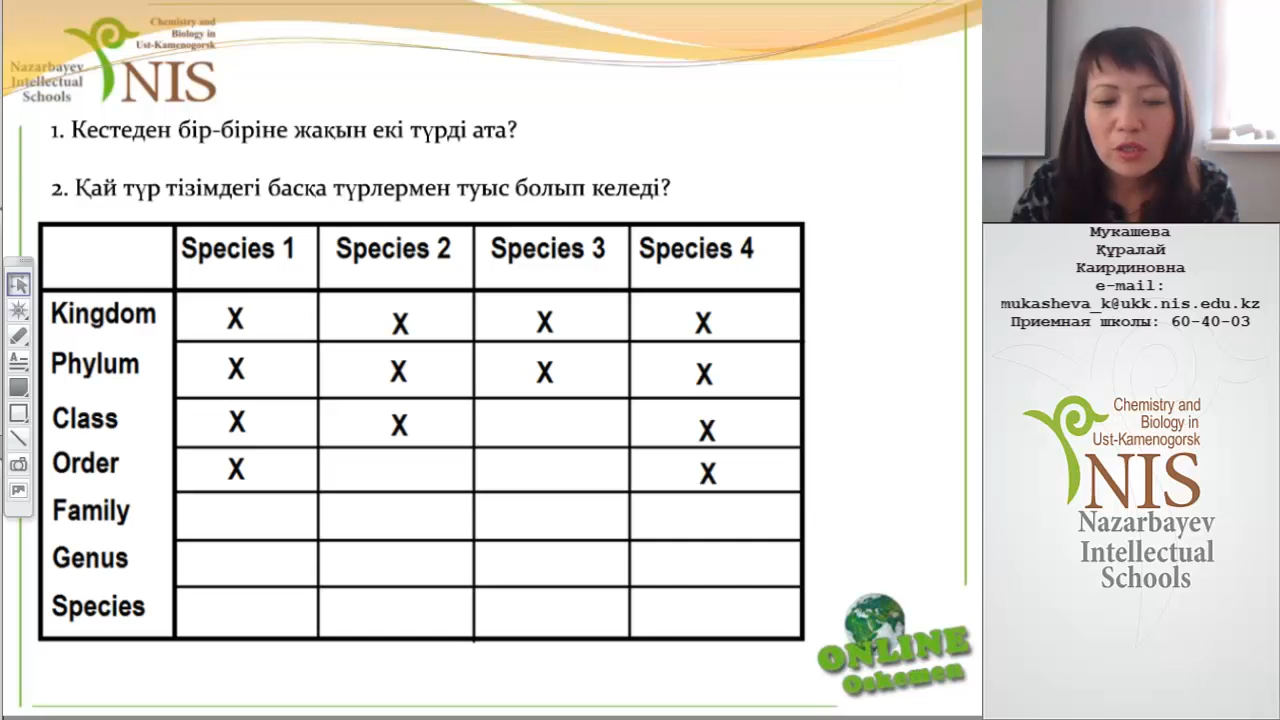 Chemistry and
Biology in
Ust-Kamenogorsk
Nazarbayev
Intellectual
Schools
NIS
1. Кестеден бір-біріне жақын екі түрді ата?
2. Қай түр тізімдегі басқа түрлермен туыс болып келеді?
Species 1 Species 2 Species 3 Species 4
Kingdom X X X X
Phylum X X X X
Class X X X
Order X X
Family
Genus
Species
ONLINE
Oskemen
Мукашева
Құралай
Каирдиновна
e-mail:
mukasheva_k@ukk.nis.edu.kz
Приемная школы: 60-40-03
Chemistry and
Biology in
Ust-Kamenogorsk
NIS
Nazarbayev
Intellectual
Schools